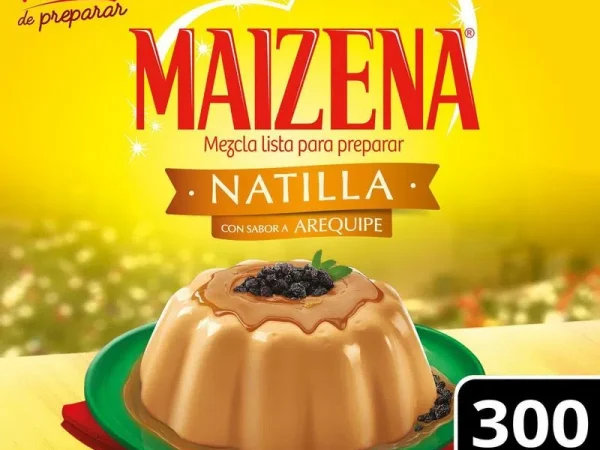 de preparar
MAIZENA®
Mezcla lista para preparar
· NATILLA ·
CON SABOR A AREQUIPE
300